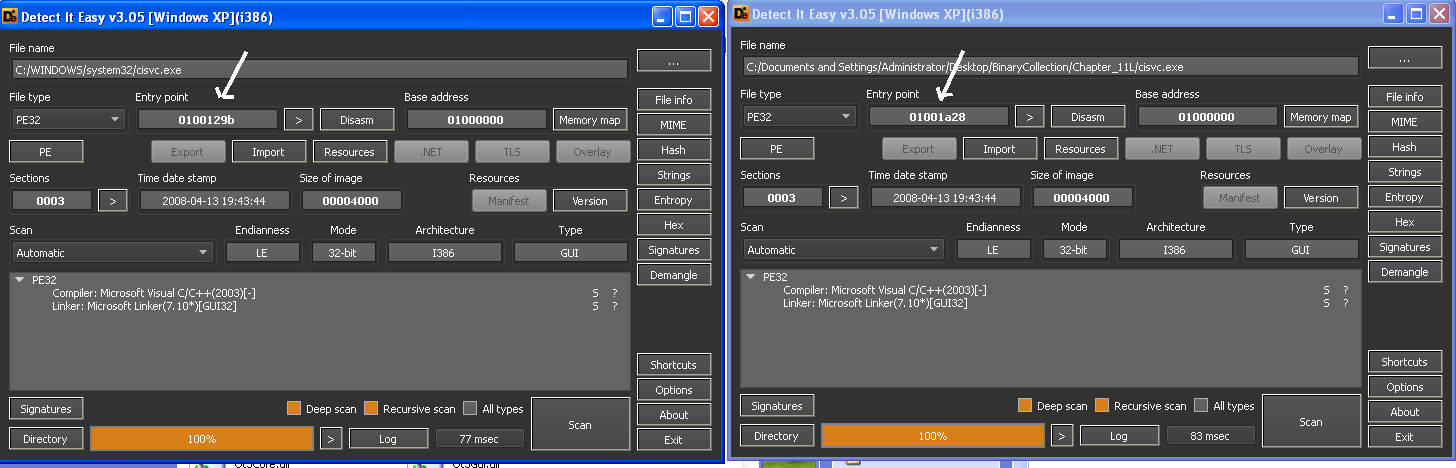 Detect It Easy v3.05 [Windows XP](i386)
File name
C:/WINDOWS/system32/cisvc.exe
...
File type
Entry point
Base address
PE32
0100129b
>
Disasm
01000000
Memory map
File info
MIME
PE
Export
Import
Resources
.NET
TLS
Overlay
Hash
Sections
Time date stamp
Size of image
Resources
Strings
0003
>
2008-04-13 19:43:44
00004000
Manifest
Version
Entropy
Hex
Scan
Endianness
Mode
Architecture
Type
Automatic
LE
32-bit
I386
GUI
Signatures
Demangle
PE32
Compiler: Microsoft Visual C/C++(2003)[-]
S ?
Linker: Microsoft Linker(7.10*)[GUI32]
S ?
Shortcuts
Options
Signatures
Deep scan
Recursive scan
All types
Scan
About
Directory
100%
>
Log
77 msec
Exit
Detect It Easy v3.05 [Windows XP](i386)
File name
C:/Documents and Settings/Administrator/Desktop/BinaryCollection/Chapter_11L/cisvc.exe
...
File type
Entry point
Base address
PE32
01001a28
>
Disasm
01000000
Memory map
File info
MIME
PE
Export
Import
Resources
.NET
TLS
Overlay
Hash
Sections
Time date stamp
Size of image
Resources
Strings
0003
>
2008-04-13 19:43:44
00004000
Manifest
Version
Entropy
Hex
Scan
Endianness
Mode
Architecture
Type
Automatic
LE
32-bit
I386
GUI
Signatures
Demangle
PE32
Compiler: Microsoft Visual C/C++(2003)[-]
S ?
Linker: Microsoft Linker(7.10*)[GUI32]
S ?
Shortcuts
Options
Signatures
Deep scan
Recursive scan
All types
Scan
About
Directory
100%
>
Log
83 msec
Exit